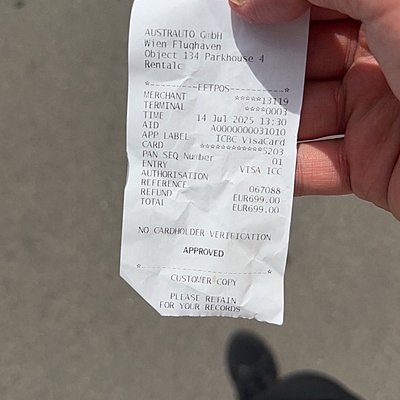 AUSTRAUTO GmbH
Wien Flughaven
Object 134 Parkhouse 4
Rentalc
*----------EFTPOS----------*
MERCHANT *****13119
TERMINAL ****0003
TIME 14 Jul 2025 13:30
AID A0000000031010
APP LABEL ICBC VisaCard
CARD ************5203
PAN SEQ Number 01
ENTRY VISA ICC
AUTHORISATION
REFERENCE 067088
REFUND EUR699.00
TOTAL EUR699.00
NO CARDHOLDER VERIFICATION
APPROVED
*--------------------------*
CUSTOMER COPY
PLEASE RETAIN
FOR YOUR RECORDS